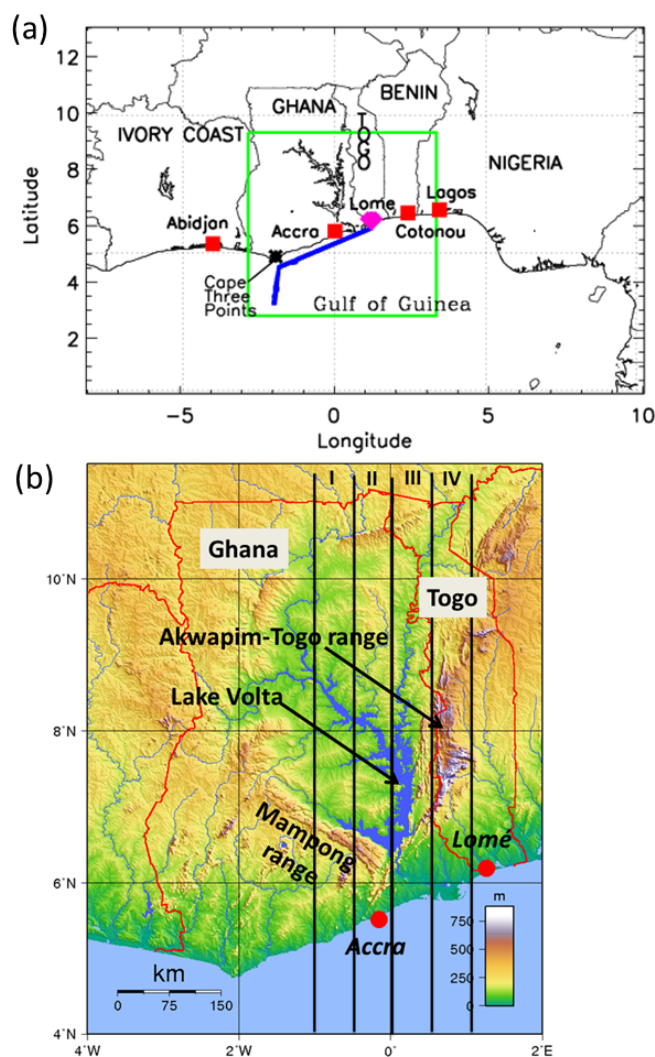 (a)
12
10
8
6
4
2
Latitude
IVORY COAST
GHANA
TOGO
BENIN
NIGERIA
Abidjan
Accra
Lome
Cotonou
Lagos
Cape
Three
Points
Gulf of Guinea
−5 0 5 10
Longitude
(b)
I II III IV
Ghana
Togo
Akwapim-Togo range
Lake Volta
Mampong
range
Lomé
Accra
10°N
8°N
6°N
4°N
km
0 75 150
m
750
500
250
0
4°W 2°W 0° 2°E